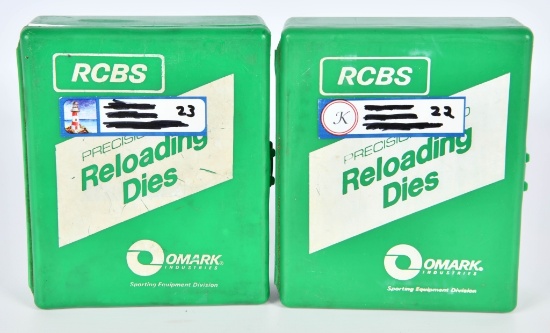 RCBS
23
PRECISION
Reloading
Dies
OMARK
INDUSTRIES
Sporting Equipment Division
RCBS
K
22
PRECISION
Reloading
Dies
OMARK
INDUSTRIES
Sporting Equipment Division